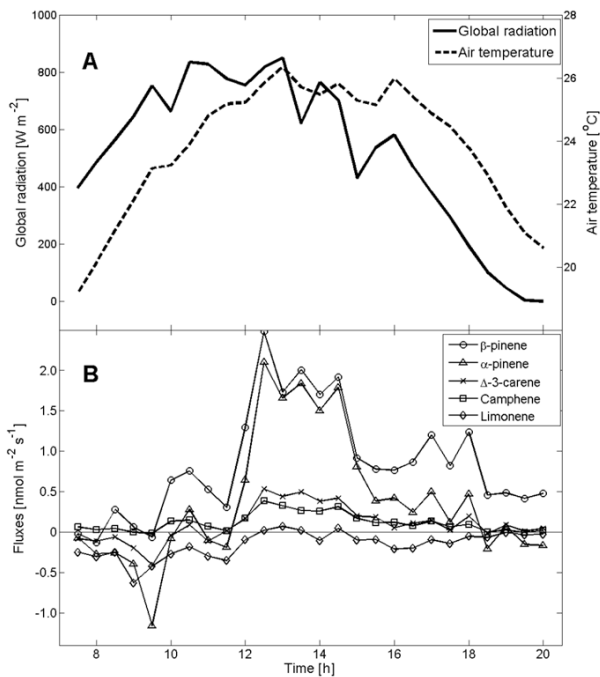 1000
800
600
400
200
0
Global radiation [W m-2]
A
Global radiation
Air temperature
28
26
24
22
20
Air temperature [°C]
B
β-pinene
α-pinene
Δ-3-carene
Camphene
Limonene
2.0
1.5
1.0
0.5
0
-0.5
-1.0
Fluxes [nmol m-2 s-1]
8 10 12 14 16 18 20
Time [h]